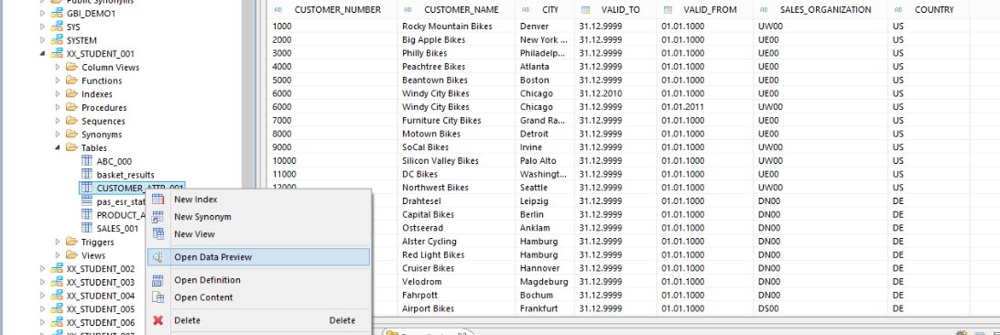 Public Synonyms
GBI_DEMO1
SYS
SYSTEM
XX_STUDENT_001
Column Views
Functions
Indexes
Procedures
Sequences
Synonyms
Tables
ABC_000
basket_results
CUSTOMER_ATTR_001
pas_esr_stat
PRODUCT_A
SALES_001
Triggers
Views
XX_STUDENT_002
XX_STUDENT_003
XX_STUDENT_004
XX_STUDENT_005
XX_STUDENT_006
New Index
New Synonym
New View
Open Data Preview
Open Definition
Open Content
Delete Delete
AB CUSTOMER_NUMBER AB CUSTOMER_NAME AB CITY VALID_TO VALID_FROM AB SALES_ORGANIZATION AB COUNTRY
1000 Rocky Mountain Bikes Denver 31.12.9999 01.01.1000 UW00 US
2000 Big Apple Bikes New York ... 31.12.9999 01.01.1000 UE00 US
3000 Philly Bikes Philadelp... 31.12.9999 01.01.1000 UE00 US
4000 Peachtree Bikes Atlanta 31.12.9999 01.01.1000 UE00 US
5000 Beantown Bikes Boston 31.12.9999 01.01.1000 UE00 US
6000 Windy City Bikes Chicago 31.12.2010 01.01.1000 UE00 US
6000 Windy City Bikes Chicago 31.12.9999 01.01.2011 UW00 US
7000 Furniture City Bikes Grand Ra... 31.12.9999 01.01.1000 UE00 US
8000 Motown Bikes Detroit 31.12.9999 01.01.1000 UE00 US
9000 SoCal Bikes Irvine 31.12.9999 01.01.1000 UW00 US
10000 Silicon Valley Bikes Palo Alto 31.12.9999 01.01.1000 UW00 US
11000 DC Bikes Washingt... 31.12.9999 01.01.1000 UE00 US
12000 Northwest Bikes Seattle 31.12.9999 01.01.1000 UW00 US
Drahtesel Leipzig 31.12.9999 01.01.1000 DN00 DE
Capital Bikes Berlin 31.12.9999 01.01.1000 DN00 DE
Ostseerad Anklam 31.12.9999 01.01.1000 DN00 DE
Alster Cycling Hamburg 31.12.9999 01.01.1000 DN00 DE
Red Light Bikes Hamburg 31.12.9999 01.01.1000 DN00 DE
Cruiser Bikes Hannover 31.12.9999 01.01.1000 DN00 DE
Velodrom Magdeburg 31.12.9999 01.01.1000 DN00 DE
Fahrpott Bochum 31.12.9999 01.01.1000 DN00 DE
Airport Bikes Frankfurt 31.12.9999 01.01.1000 DS00 DE